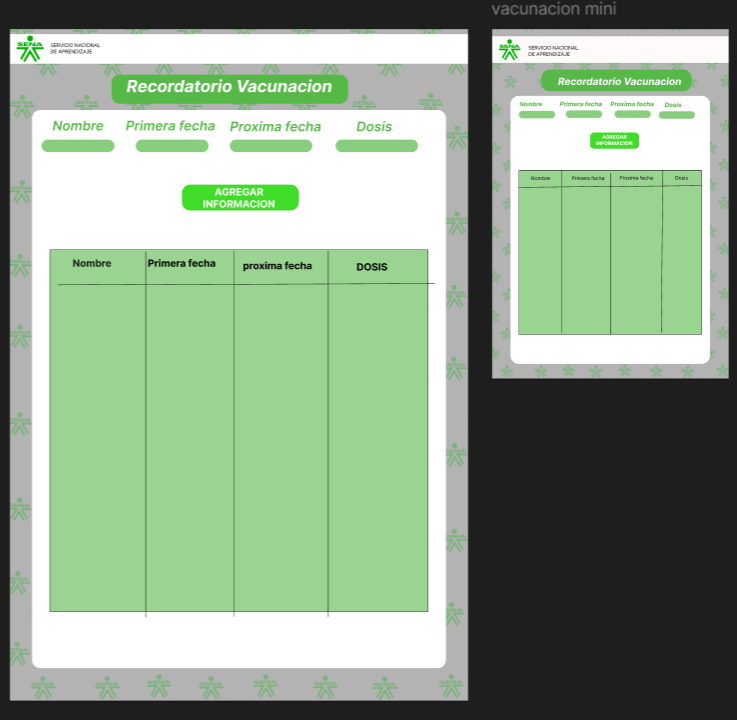 vacunacion mini
SENA
SERVICIO NACIONAL
DE APRENDIZAJE
Recordatorio Vacunacion
Nombre Primera fecha Proxima fecha Dosis
AGREGAR
INFORMACION
Nombre Primera fecha proxima fecha DOSIS
SENA
SERVICIO NACIONAL
DE APRENDIZAJE
Recordatorio Vacunacion
Nombre Primera fecha Proxima fecha Dosis
AGREGAR
INFORMACION
Nombre Primera fecha Proxima fecha Dosis